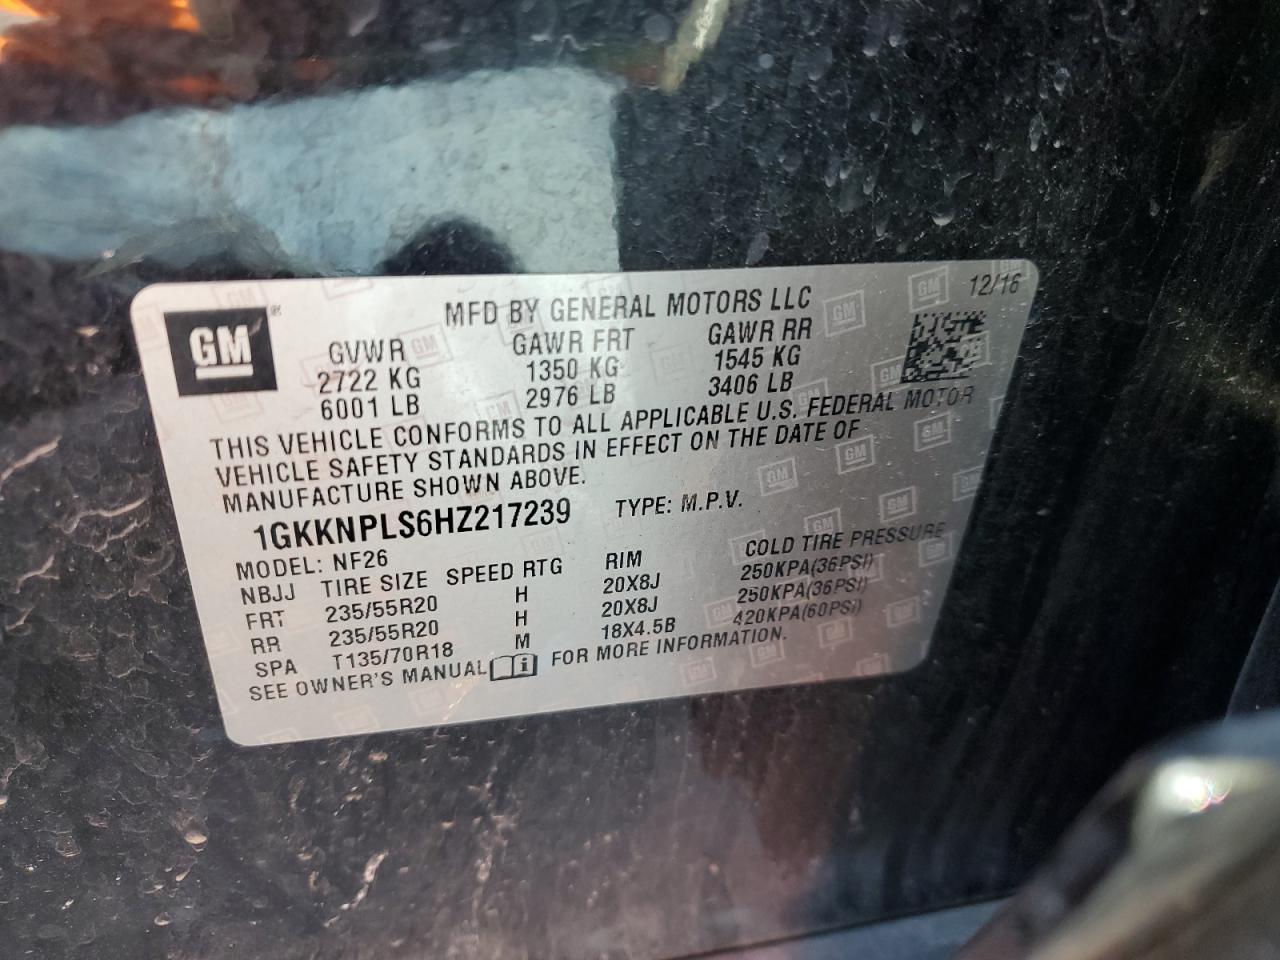 GM®
MFD BY GENERAL MOTORS LLC
12/16
GVWR GAWR FRT GAWR RR
2722 KG 1350 KG 1545 KG
6001 LB 2976 LB 3406 LB
THIS VEHICLE CONFORMS TO ALL APPLICABLE U.S. FEDERAL MOTOR
VEHICLE SAFETY STANDARDS IN EFFECT ON THE DATE OF
MANUFACTURE SHOWN ABOVE.
1GKKNPLS6HZ217239 TYPE: M.P.V.
MODEL: NF26
NBJJ TIRE SIZE SPEED RTG RIM COLD TIRE PRESSURE
FRT 235/55R20 H 20X8J 250KPA(36PSI)
RR 235/55R20 H 20X8J 250KPA(36PSI)
SPA T135/70R18 M 18X4.5B 420KPA(60PSI)
SEE OWNER'S MANUAL FOR MORE INFORMATION.